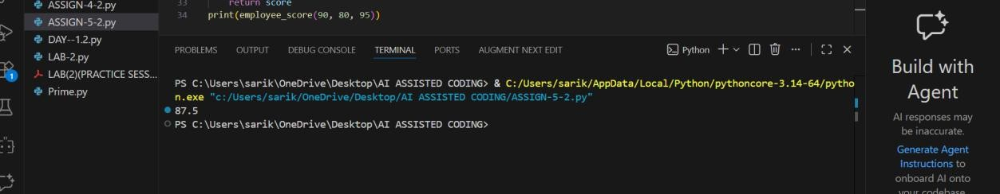 ASSIGN-4-2.py
ASSIGN-5-2.py
DAY--1.2.py
LAB-2.py
LAB(2)(PRACTICE SESS...
Prime.py
1
33 return score
34 print(employee_score(90, 80, 95))
PROBLEMS OUTPUT DEBUG CONSOLE TERMINAL PORTS AUGMENT NEXT EDIT Python
PS C:\Users\sarik\OneDrive\Desktop\AI ASSISTED CODING> & C:/Users/sarik/AppData/Local/Python/pythoncore-3.14-64/pytho
n.exe "c:/Users/sarik/OneDrive/Desktop/AI ASSISTED CODING/ASSIGN-5-2.py"
87.5
PS C:\Users\sarik\OneDrive\Desktop\AI ASSISTED CODING>
Build with
Agent
AI responses may
be inaccurate.
Generate Agent
Instructions to
onboard AI onto
your codebase